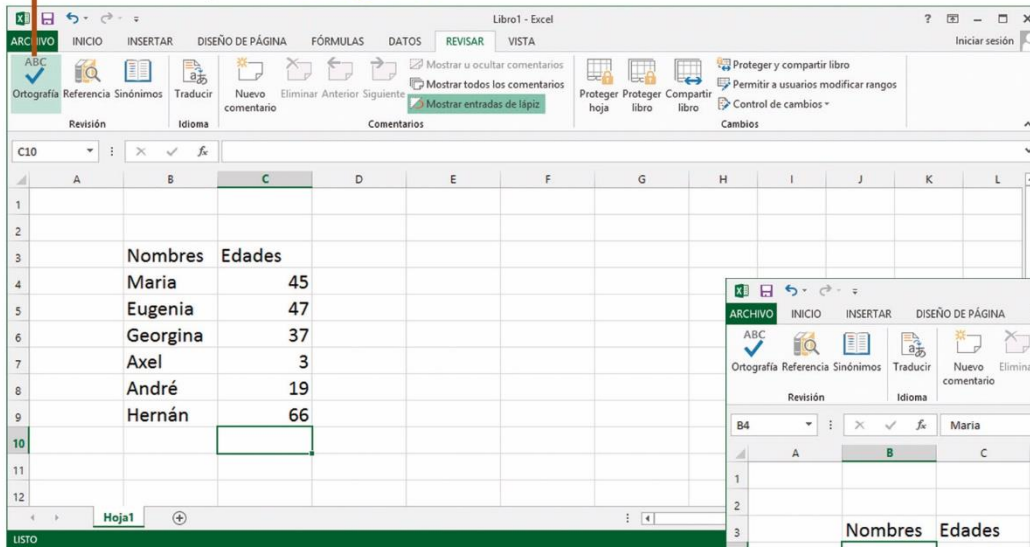 Libro1 - Excel
ARCHIVO INICIO INSERTAR DISEÑO DE PÁGINA FÓRMULAS DATOS REVISAR VISTA Iniciar sesión
ABC
Ortografía Referencia Sinónimos Traducir Nuevo comentario Eliminar Anterior Siguiente
Mostrar u ocultar comentarios
Mostrar todos los comentarios
Mostrar entradas de lápiz
Proteger hoja Proteger libro Compartir libro
Proteger y compartir libro
Permitir a usuarios modificar rangos
Control de cambios
Revisión Idioma Comentarios Cambios
C10 fx
A B C D E F G H I J K L
1
2
3 Nombres Edades
4 Maria 45
5 Eugenia 47
6 Georgina 37
7 Axel 3
8 André 19
9 Hernán 66
10
11
12
Hoja1
LISTO
ARCHIVO INICIO INSERTAR DISEÑO DE PÁGINA
ABC
Ortografía Referencia Sinónimos Traducir Nuevo comentario
Revisión Idioma
B4 fx Maria
A B C
1
2
3 Nombres Edades